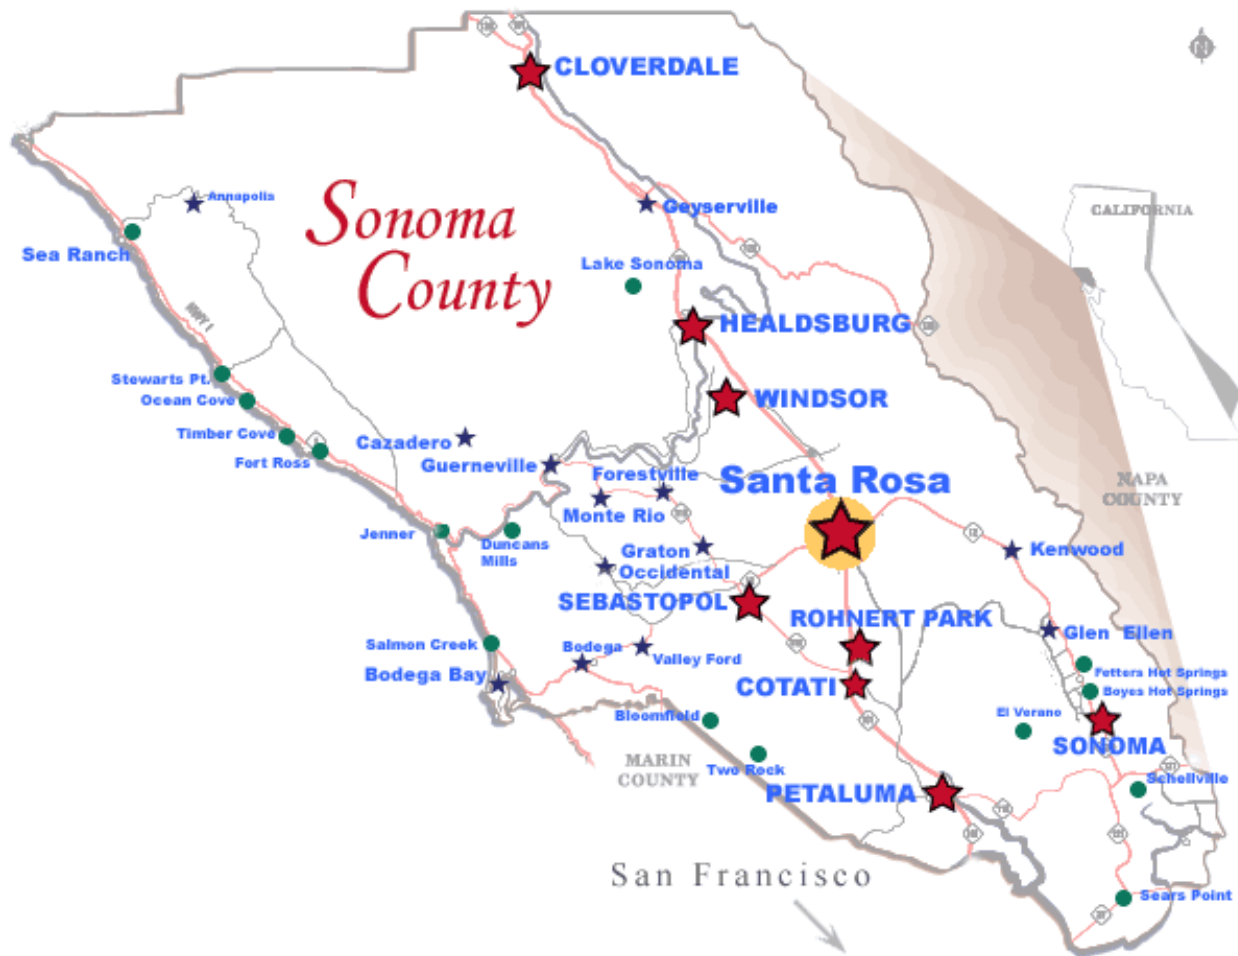 N
CLOVERDALE
Annapolis
Geyserville
Sonoma
County
CALIFORNIA
Sea Ranch
Lake Sonoma
HWY 1
HEALDSBURG
Stewarts Pt.
Ocean Cove
WINDSOR
Timber Cove
Cazadero
Fort Ross
Guerneville
Forestville
Santa Rosa
NAPA
COUNTY
Monte Rio
Jenner
Duncans
Mills
Graton
Kenwood
Occidental
SEBASTOPOL
ROHNERT PARK
Glen Ellen
Salmon Creek
Bodega
Valley Ford
Fetters Hot Springs
Bodega Bay
COTATI
Boyes Hot Springs
Bloomfield
El Verano
SONOMA
MARIN
COUNTY
Two Rock
Schellville
PETALUMA
San Francisco
Sears Point